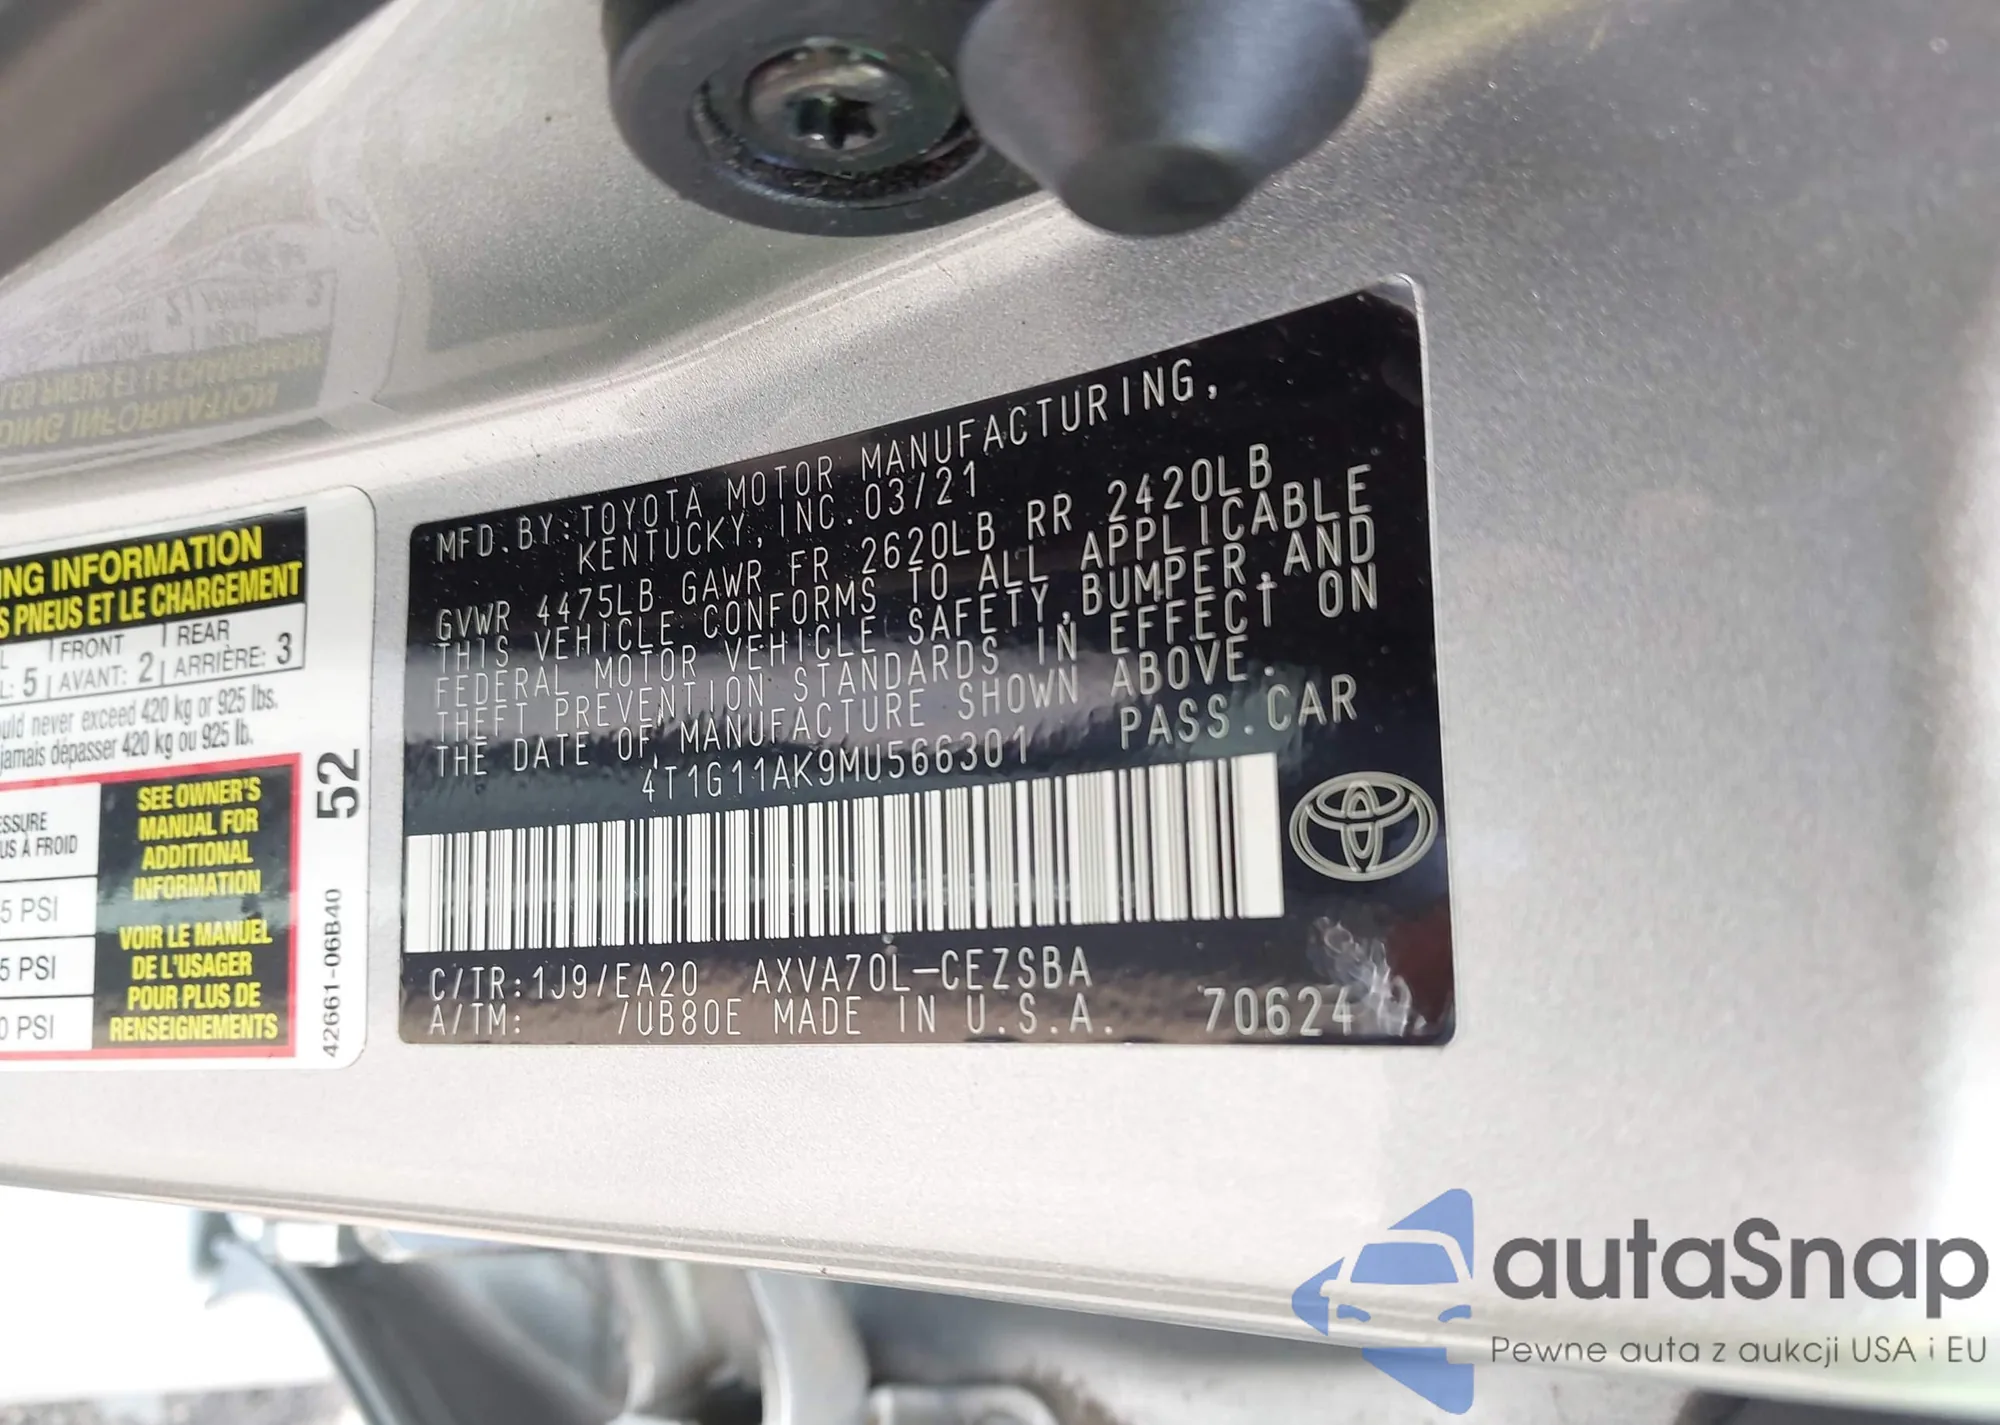 ING INFORMATION
S PNEUS ET LE CHARGEMENT
L FRONT REAR
L: 5 AVANT: 2 ARRIÈRE: 3
uld never exceed 420 kg or 925 lbs.
jamais dépasser 420 kg ou 925 lb.
ESSURE
US À FROID
5 PSI
5 PSI
0 PSI
SEE OWNER'S
MANUAL FOR
ADDITIONAL
INFORMATION
VOIR LE MANUEL
DE L'USAGER
POUR PLUS DE
RENSEIGNEMENTS
52
42661-06B40
MFD.BY:TOYOTA MOTOR MANUFACTURING,
KENTUCKY, INC.03/21
GVWR 4475LB GAWR FR 2620LB RR 2420LB
THIS VEHICLE CONFORMS TO ALL APPLICABLE
FEDERAL MOTOR VEHICLE SAFETY,BUMPER,AND
THEFT PREVENTION STANDARDS IN EFFECT ON
THE DATE OF MANUFACTURE SHOWN ABOVE.
4T1G11AK9MU566301 PASS.CAR
C/TR:1J9/EA20 AXVA70L-CEZSBA
A/TM: /UB80E MADE IN U.S.A. 70624
autaSnap
Pewne auta z aukcji USA i EU